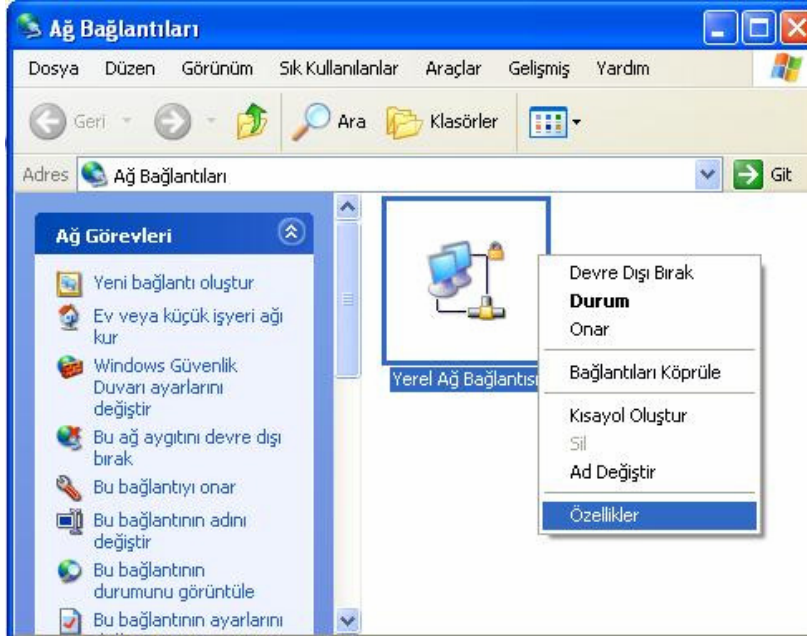 Ağ Bağlantıları
Dosya Düzen Görünüm Sık Kullanılanlar Araçlar Gelişmiş Yardım
Geri Ara Klasörler
Adres Ağ Bağlantıları Git
Ağ Görevleri
Yeni bağlantı oluştur
Ev veya küçük işyeri ağı
kur
Windows Güvenlik
Duvarı ayarlarını
değiştir
Bu ağ aygıtını devre dışı
bırak
Bu bağlantıyı onar
Bu bağlantının adını
değiştir
Bu bağlantının
durumunu görüntüle
Bu bağlantının ayarlarını
Yerel Ağ Bağlantısı
Devre Dışı Bırak
Durum
Onar
Bağlantıları Köprüle
Kısayol Oluştur
Sil
Ad Değiştir
Özellikler